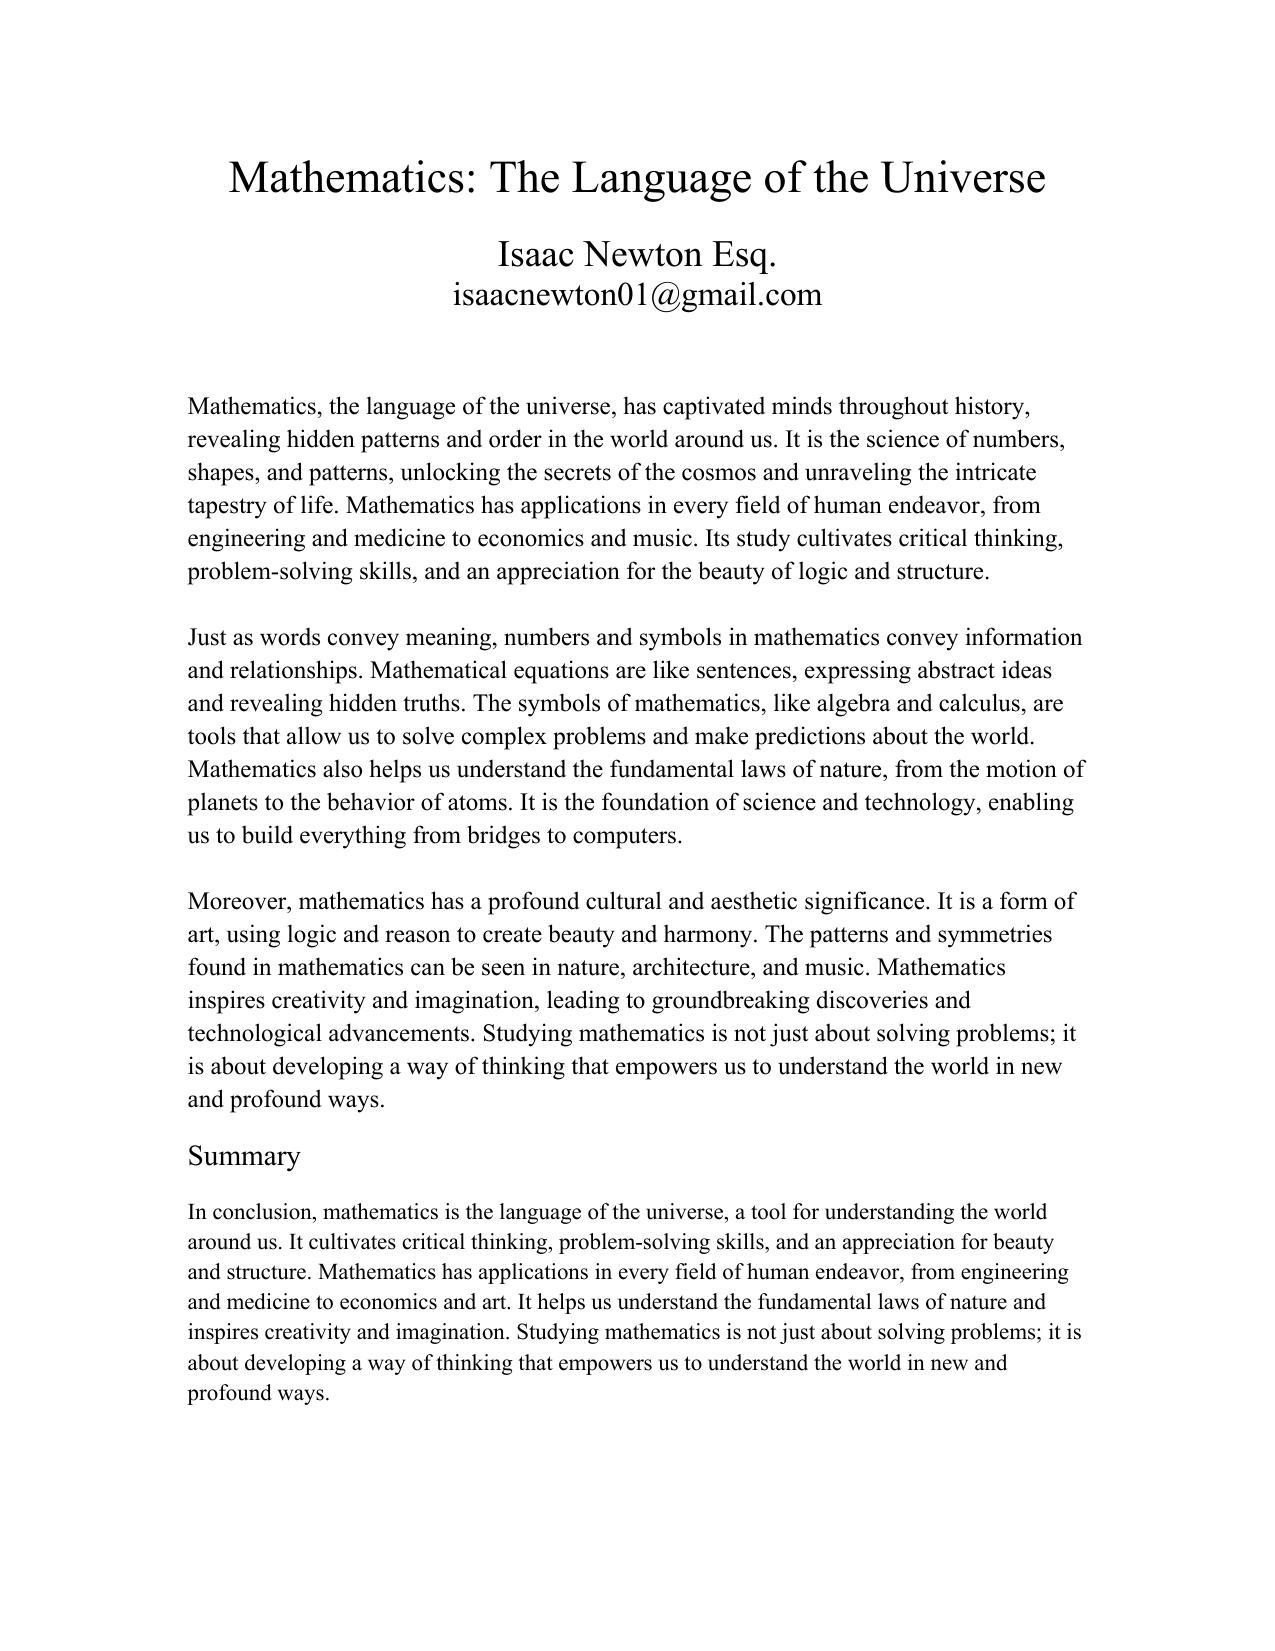 Mathematics: The Language of the Universe
Isaac Newton Esq.
isaacnewton01@gmail.com
Mathematics, the language of the universe, has captivated minds throughout history,
revealing hidden patterns and order in the world around us. It is the science of numbers,
shapes, and patterns, unlocking the secrets of the cosmos and unraveling the intricate
tapestry of life. Mathematics has applications in every field of human endeavor, from
engineering and medicine to economics and music. Its study cultivates critical thinking,
problem-solving skills, and an appreciation for the beauty of logic and structure.
Just as words convey meaning, numbers and symbols in mathematics convey information
and relationships. Mathematical equations are like sentences, expressing abstract ideas
and revealing hidden truths. The symbols of mathematics, like algebra and calculus, are
tools that allow us to solve complex problems and make predictions about the world.
Mathematics also helps us understand the fundamental laws of nature, from the motion of
planets to the behavior of atoms. It is the foundation of science and technology, enabling
us to build everything from bridges to computers.
Moreover, mathematics has a profound cultural and aesthetic significance. It is a form of
art, using logic and reason to create beauty and harmony. The patterns and symmetries
found in mathematics can be seen in nature, architecture, and music. Mathematics
inspires creativity and imagination, leading to groundbreaking discoveries and
technological advancements. Studying mathematics is not just about solving problems; it
is about developing a way of thinking that empowers us to understand the world in new
and profound ways.
Summary
In conclusion, mathematics is the language of the universe, a tool for understanding the world
around us. It cultivates critical thinking, problem-solving skills, and an appreciation for beauty
and structure. Mathematics has applications in every field of human endeavor, from engineering
and medicine to economics and art. It helps us understand the fundamental laws of nature and
inspires creativity and imagination. Studying mathematics is not just about solving problems; it is
about developing a way of thinking that empowers us to understand the world in new and
profound ways.